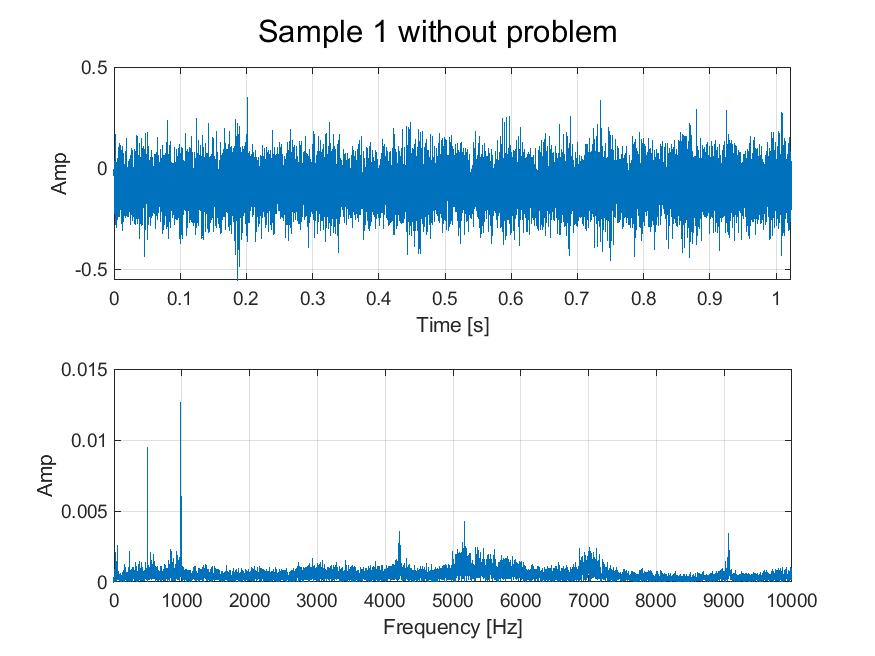 Sample 1 without problem
0.5
0
-0.5
Amp
0 0.1 0.2 0.3 0.4 0.5 0.6 0.7 0.8 0.9 1
Time [s]
0.015
0.01
0.005
0
Amp
0 1000 2000 3000 4000 5000 6000 7000 8000 9000 10000
Frequency [Hz]